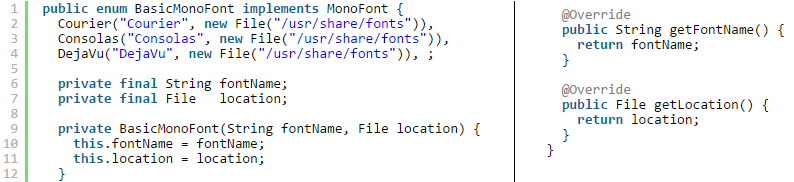 1 public enum BasicMonoFont implements MonoFont {
2   Courier("Courier", new File("/usr/share/fonts")),
3   Consolas("Consolas", new File("/usr/share/fonts")),
4   DejaVu("DejaVu", new File("/usr/share/fonts")), ;
5
6   private final String fontName;
7   private final File   location;
8
9   private BasicMonoFont(String fontName, File location) {
10     this.fontName = fontName;
11     this.location = location;
12   }
  @Override
  public String getFontName() {
    return fontName;
  }
  @Override
  public File getLocation() {
    return location;
  }
}